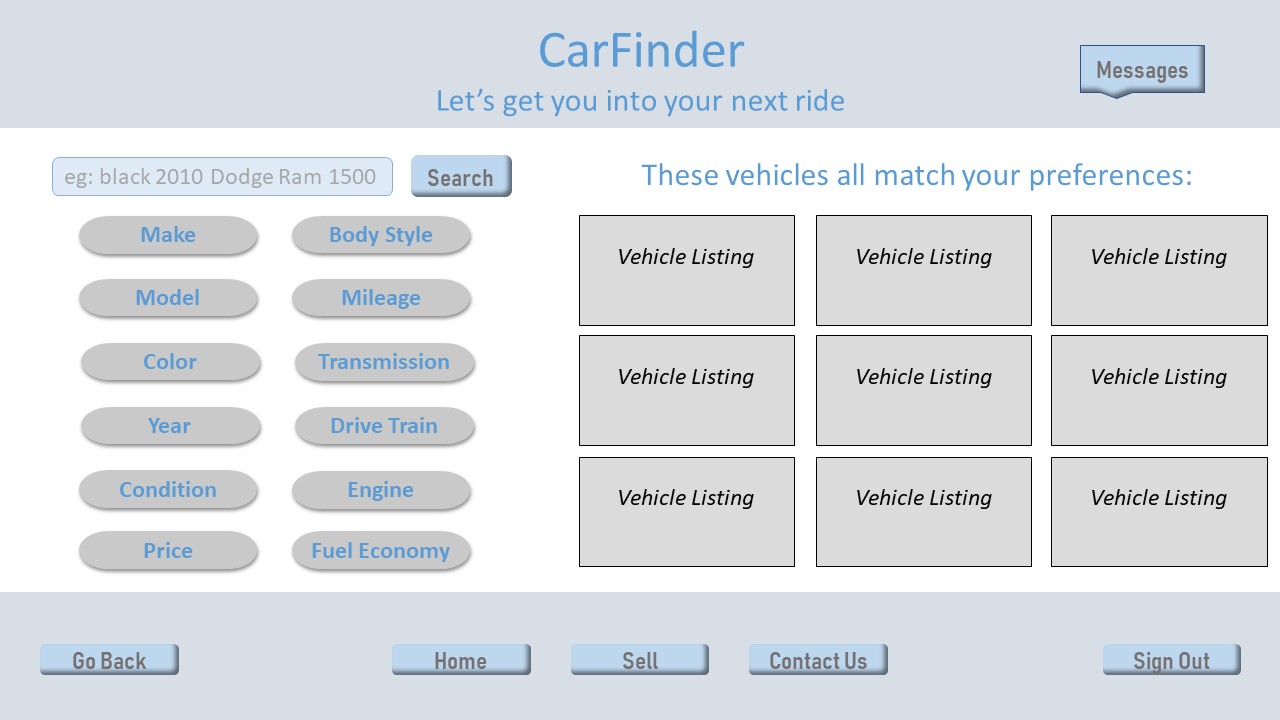 CarFinder
Let’s get you into your next ride
Messages
eg: black 2010 Dodge Ram 1500
Search
Make
Body Style
Model
Mileage
Color
Transmission
Year
Drive Train
Condition
Engine
Price
Fuel Economy
These vehicles all match your preferences:
Vehicle Listing
Vehicle Listing
Vehicle Listing
Vehicle Listing
Vehicle Listing
Vehicle Listing
Vehicle Listing
Vehicle Listing
Vehicle Listing
Go Back
Home
Sell
Contact Us
Sign Out